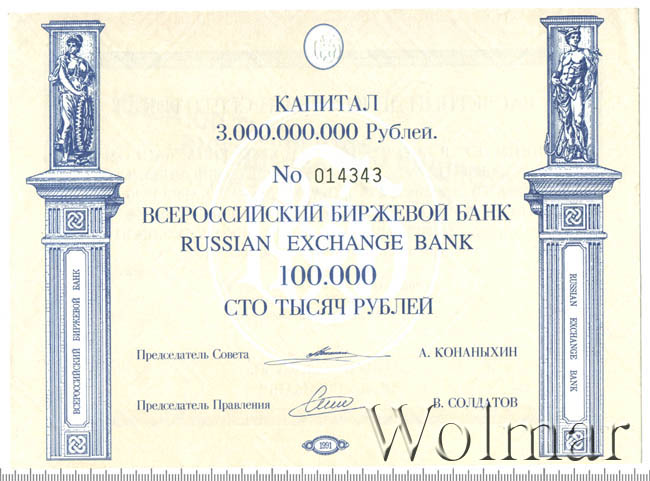 КАПИТАЛ
3.000.000.000 Рублей.
No 014343
ВСЕРОССИЙСКИЙ БИРЖЕВОЙ БАНК
RUSSIAN EXCHANGE BANK
100.000
СТО ТЫСЯЧ РУБЛЕЙ
Председатель Совета А. КОНАНЫХИН
Председатель Правления В. СОЛДАТОВ
1991
ВСЕРОССИЙСКИЙ БИРЖЕВОЙ БАНК
RUSSIAN EXCHANGE BANK
Wolmar